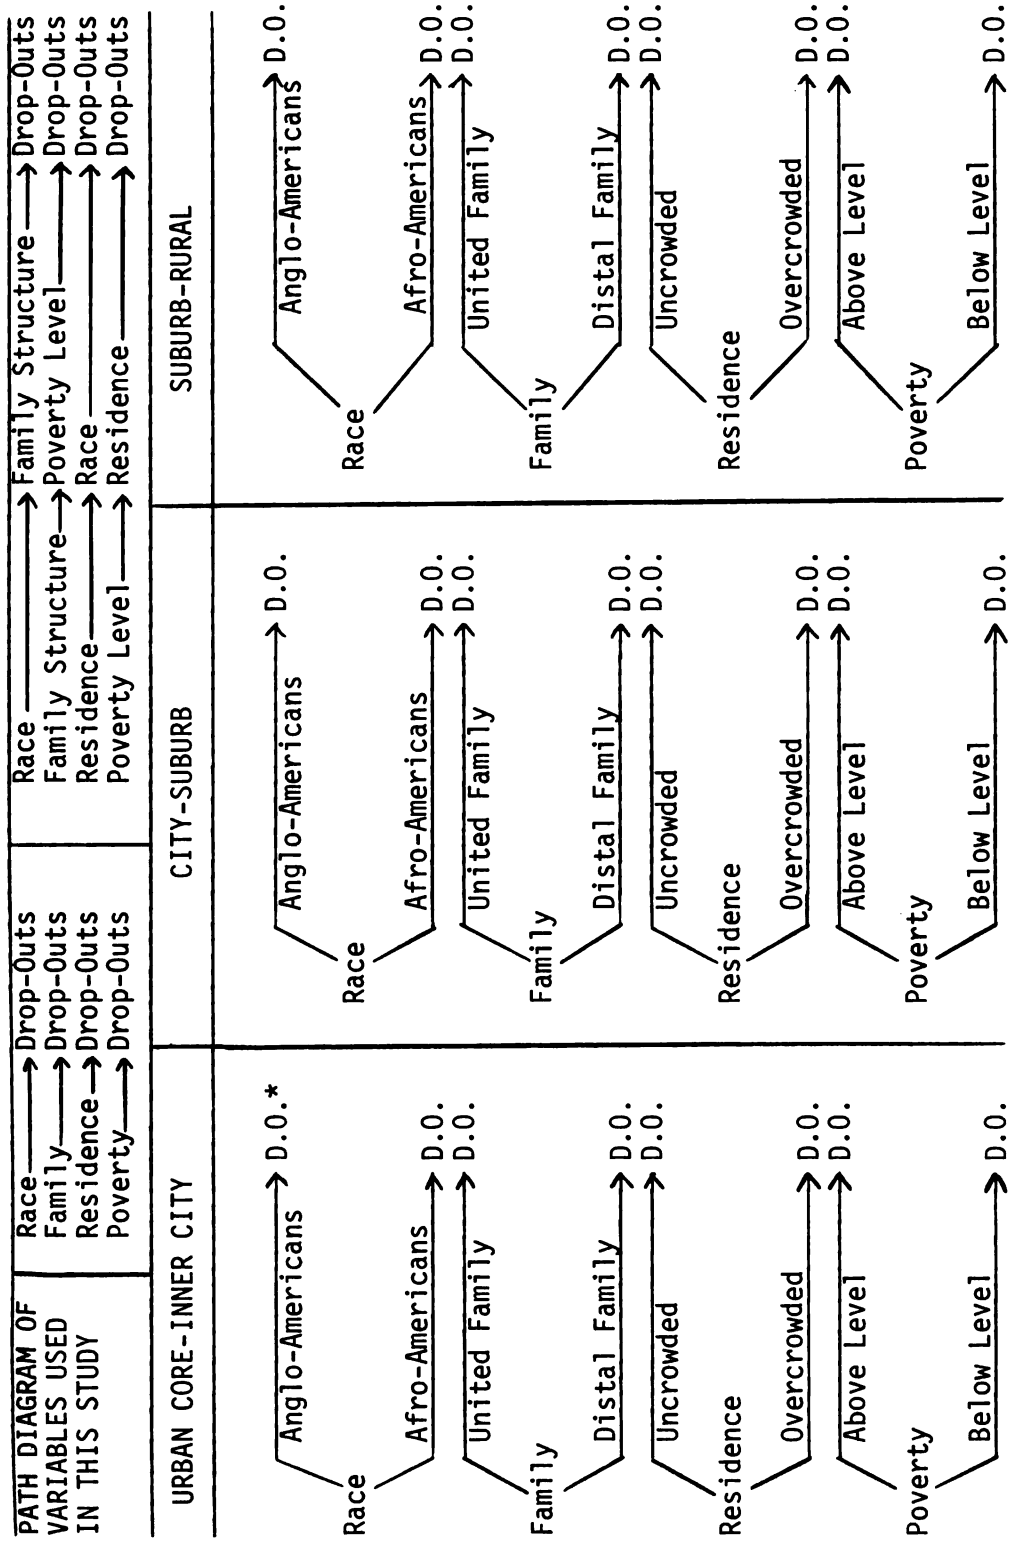 PATH DIAGRAM OF
VARIABLES USED
IN THIS STUDY
Race → Drop-Outs
Family → Drop-Outs
Residence → Drop-Outs
Poverty → Drop-Outs
Race → Family Structure → Drop-Outs
Family Structure → Poverty Level → Drop-Outs
Residence → Race → Drop-Outs
Poverty Level → Residence → Drop-Outs
URBAN CORE-INNER CITY
Race
Anglo-Americans → D.O.*
Afro-Americans → D.O.
Family
United Family → D.O.
Distal Family → D.O.
Residence
Uncrowded → D.O.
Overcrowded → D.O.
Poverty
Above Level → D.O.
Below Level → D.O.
CITY-SUBURB
Race
Anglo-Americans → D.O.
Afro-Americans → D.O.
Family
United Family → D.O.
Distal Family → D.O.
Residence
Uncrowded → D.O.
Overcrowded → D.O.
Poverty
Above Level → D.O.
Below Level → D.O.
SUBURB-RURAL
Race
Anglo-Americans → D.O.
Afro-Americans → D.O.
Family
United Family → D.O.
Distal Family → D.O.
Residence
Uncrowded → D.O.
Overcrowded → D.O.
Poverty
Above Level → D.O.
Below Level → D.O.